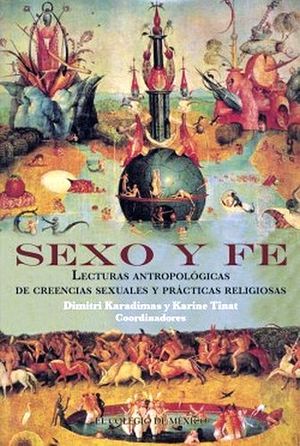 SEXO Y FE
LECTURAS ANTROPOLÓGICAS
DE CREENCIAS SEXUALES Y PRÁCTICAS RELIGIOSAS
Dimitri Karadimas y Karine Tinat
Coordinadores
EL COLEGIO DE MÉXICO